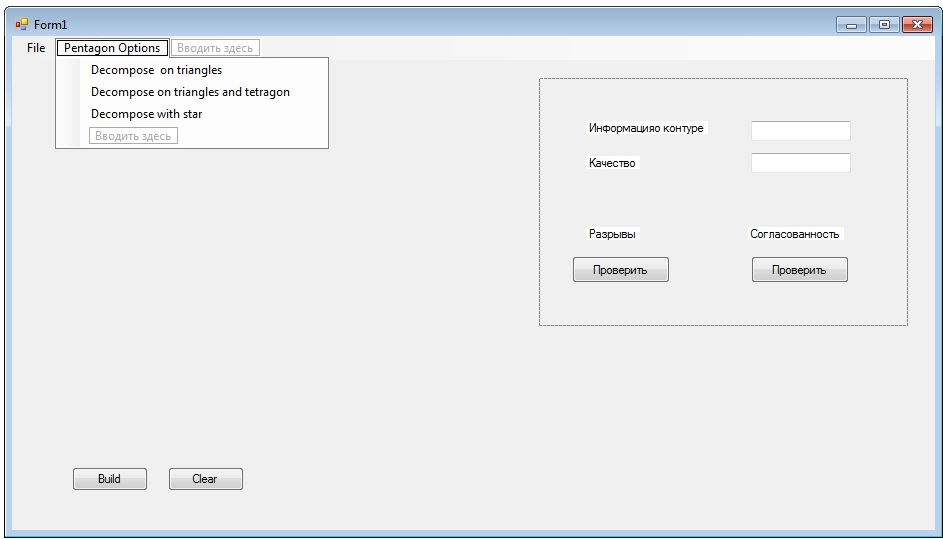 Form1
File Pentagon Options Вводить здесь
Decompose on triangles
Decompose on triangles and tetragon
Decompose with star
Вводить здесь
Информацияо контуре
Качество
Разрывы Согласованность
Проверить Проверить
Build Clear